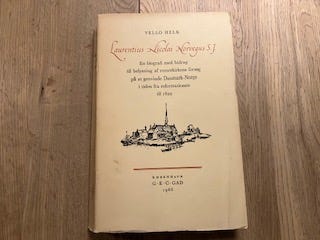 VELLO HELK
Laurentius Nicolai Norvegus S.J.
En biografi med bidrag
til belysning af romerkirkens forsøg
på at genvinde Danmark-Norge
i tiden fra reformationen
til 1622
KØBENHAVN
G·E·C·GAD
1966